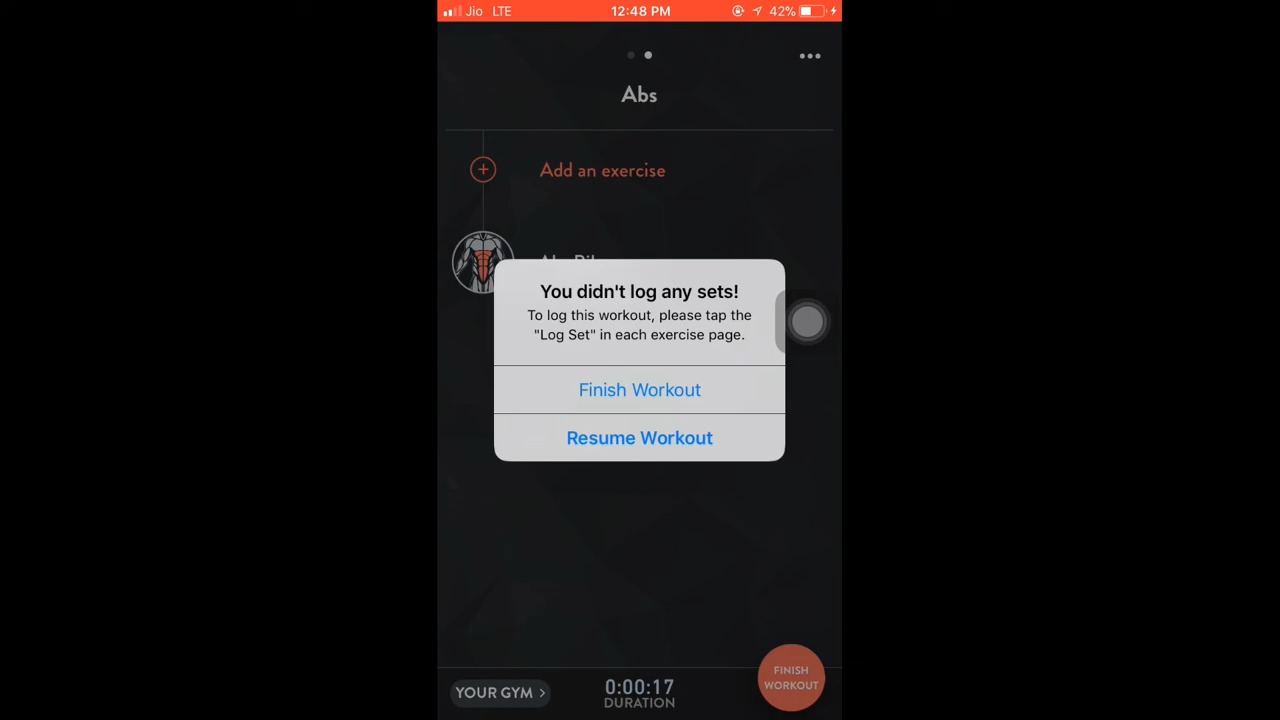 Jio LTE 12:48 PM 42%
Abs
Add an exercise
You didn't log any sets!
To log this workout, please tap the
"Log Set" in each exercise page.
Finish Workout
Resume Workout
YOUR GYM >
0:00:17
DURATION
FINISH
WORKOUT